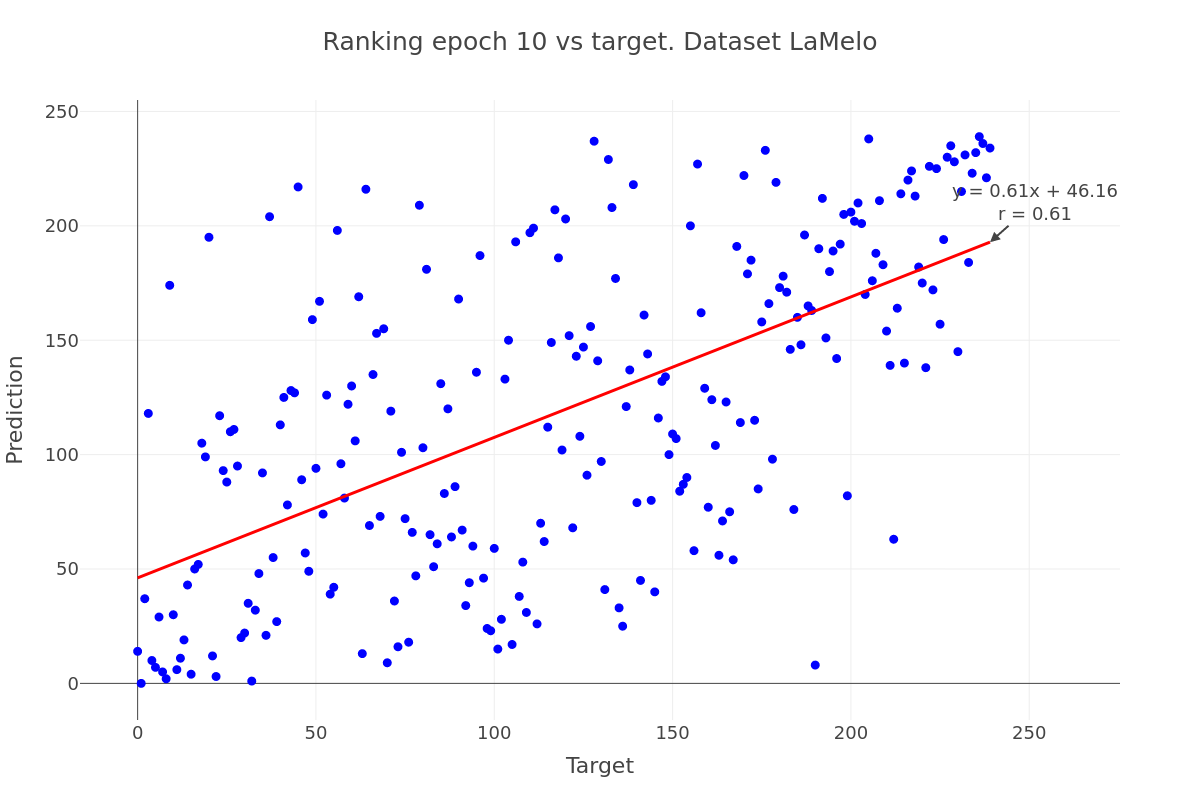 Ranking epoch 10 vs target. Dataset LaMelo
250
200
150
100
50
0
Prediction
y = 0.61x + 46.16
r = 0.61
0 50 100 150 200 250
Target